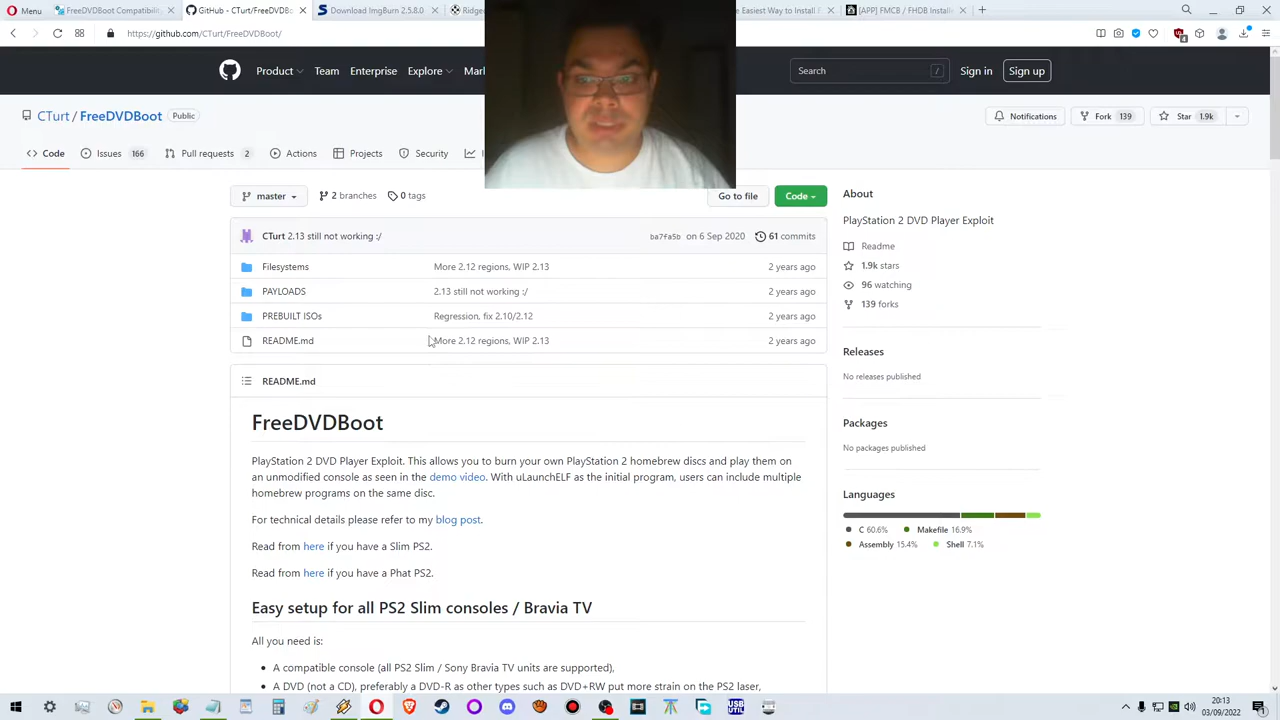 Menu
FreeDVDBoot Compatibilit
GitHub - CTurt/FreeDVDBo
Download ImgBurn 2.5.8.0
Ridge
e Easiest Way to Install F
[APP] FMCB / FHDB Installe
https://github.com/CTurt/FreeDVDBoot/
4
Product
Team
Enterprise
Explore
Mark
Search
/
Sign in
Sign up
CTurt / FreeDVDBoot
Public
Notifications
Fork 139
Star 1.9k
Code
Issues 166
Pull requests 2
Actions
Projects
Security
master
2 branches
0 tags
Go to file
Code
CTurt 2.13 still not working :/
ba7fa5b on 6 Sep 2020
61 commits
Filesystems
More 2.12 regions, WIP 2.13
2 years ago
PAYLOADS
2.13 still not working :/
2 years ago
PREBUILT ISOs
Regression, fix 2.10/2.12
2 years ago
README.md
More 2.12 regions, WIP 2.13
2 years ago
README.md
FreeDVDBoot
PlayStation 2 DVD Player Exploit. This allows you to burn your own PlayStation 2 homebrew discs and play them on
an unmodified console as seen in the demo video. With uLaunchELF as the initial program, users can include multiple
homebrew programs on the same disc.
For technical details please refer to my blog post.
Read from here if you have a Slim PS2.
Read from here if you have a Phat PS2.
Easy setup for all PS2 Slim consoles / Bravia TV
All you need is:
A compatible console (all PS2 Slim / Sony Bravia TV units are supported),
A DVD (not a CD), preferably a DVD-R as other types such as DVD+RW put more strain on the PS2 laser,
About
PlayStation 2 DVD Player Exploit
Readme
1.9k stars
96 watching
139 forks
Releases
No releases published
Packages
No packages published
Languages
C 60.6%
Makefile 16.9%
Assembly 15.4%
Shell 7.1%
USB
UTIL
20:13
03/09/2022
1